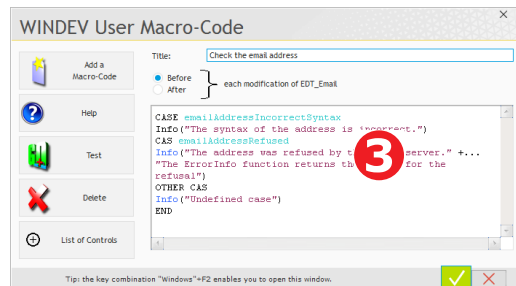 WINDEV User Macro-Code
Title: Check the email address
Add a
Macro-Code
Before
After
each modification of EDT_Email
Help
Test
Delete
List of Controls
CASE emailAddressIncorrectSyntax
Info("The syntax of the address is incorrect.")
CAS emailAddressRefused
Info("The address was refused by server." +...
"The ErrorInfo function returns the for the
refusal")
OTHER CAS
Info("Undefined case")
END
3
Tip: the key combination "Windows"+F2 enables you to open this window.